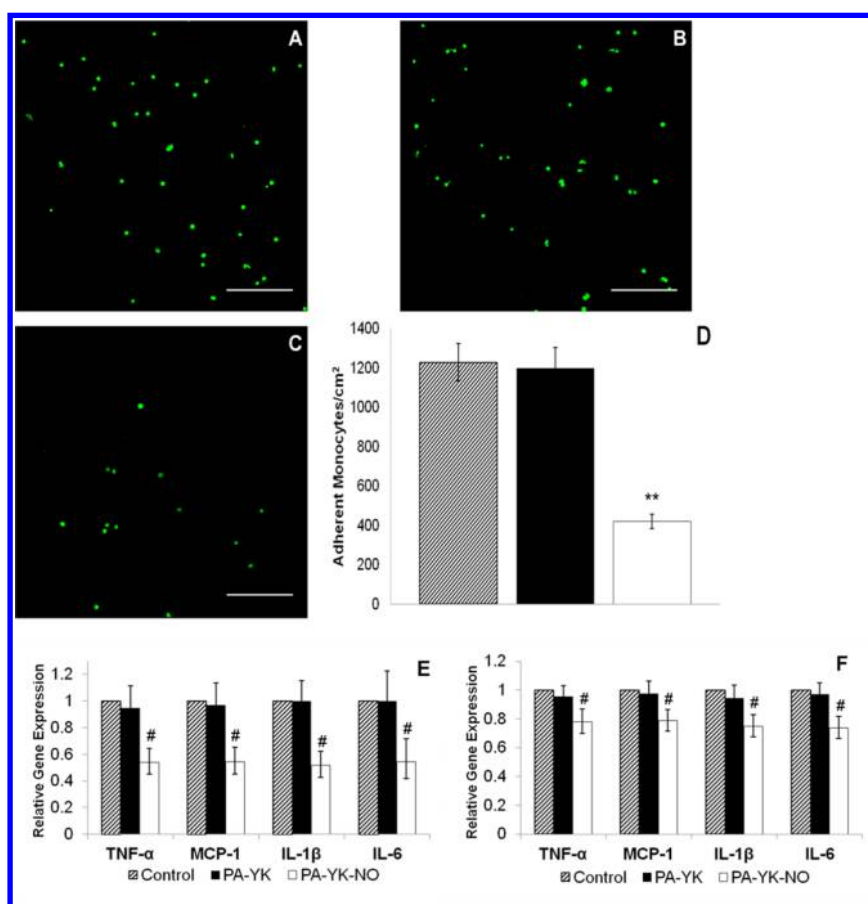 A
B
C
D
Adherent Monocytes/cm²
1400
1200
1000
800
600
400
200
0
**
E
Relative Gene Expression
1.2
1
0.8
0.6
0.4
0.2
0
# # # #
TNF-α MCP-1 IL-1β IL-6
Control PA-YK PA-YK-NO
F
Relative Gene Expression
1.2
1
0.8
0.6
0.4
0.2
0
# # # #
TNF-α MCP-1 IL-1β IL-6
Control PA-YK PA-YK-NO